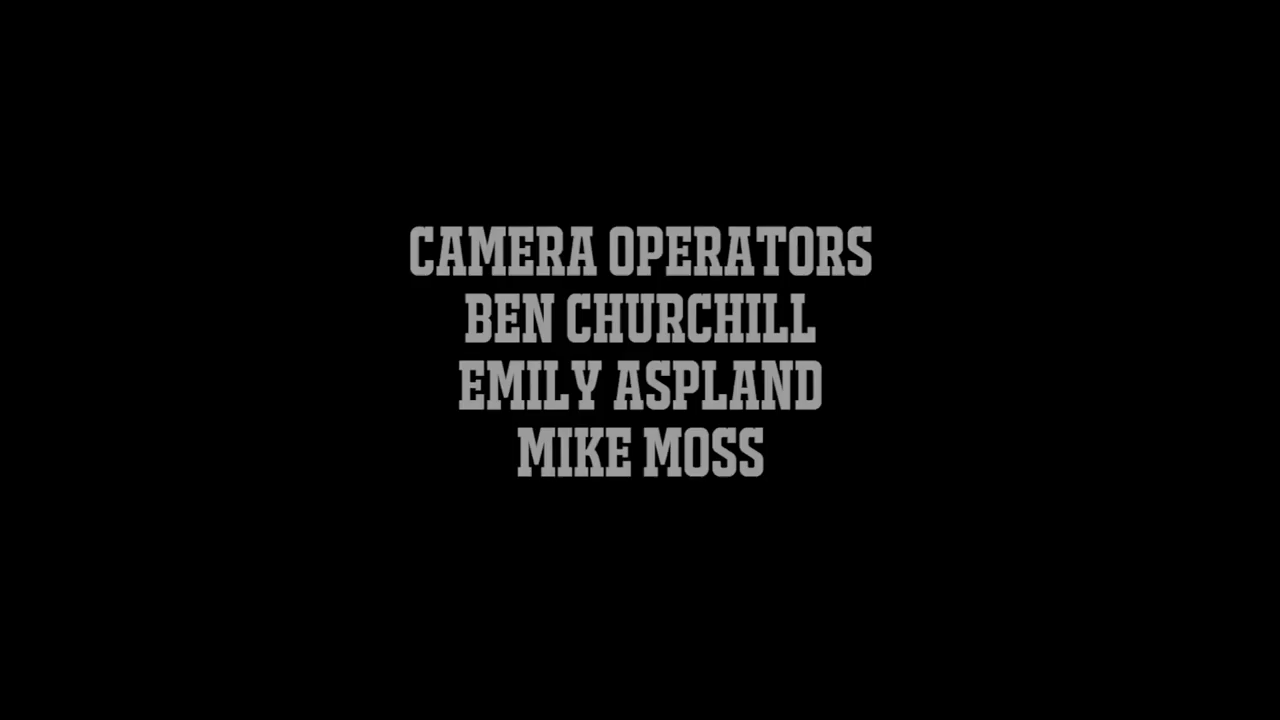 CAMERA OPERATORS
BEN CHURCHILL
EMILY ASPLAND
MIKE MOSS